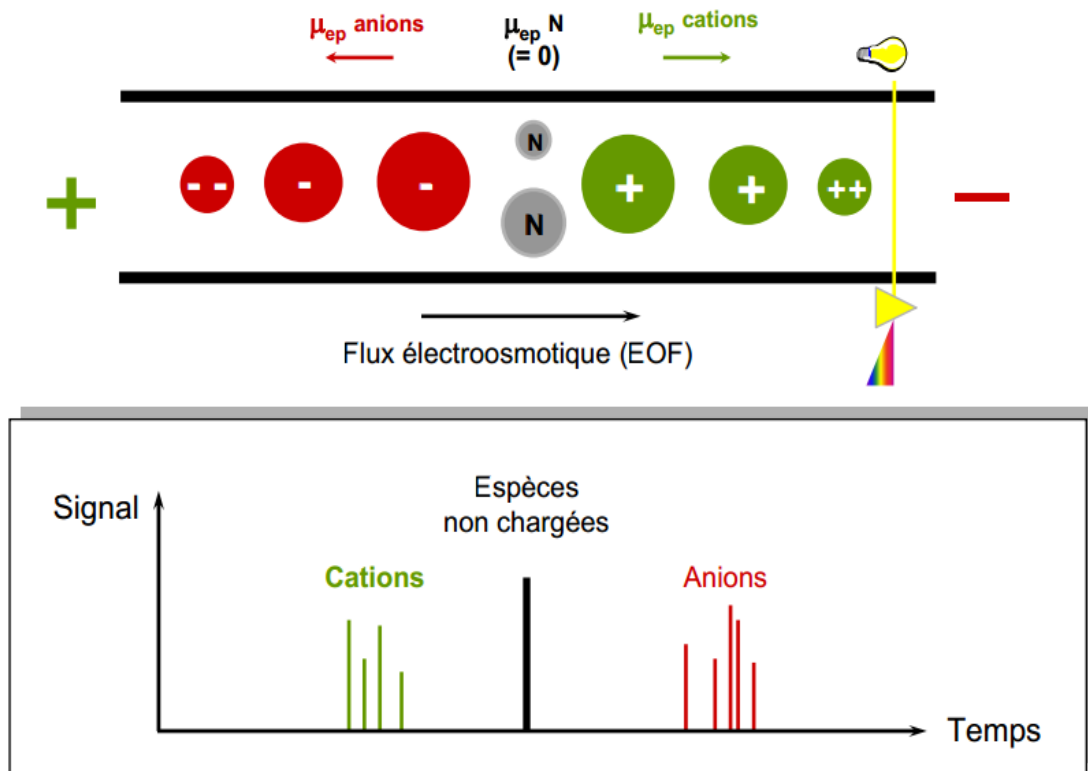 μep anions
μep N
(= 0)
μep cations
+
- -
-
-
N
N
+
+
++
−
Flux électroosmotique (EOF)
Signal
Espèces
non chargées
Cations
Anions
Temps